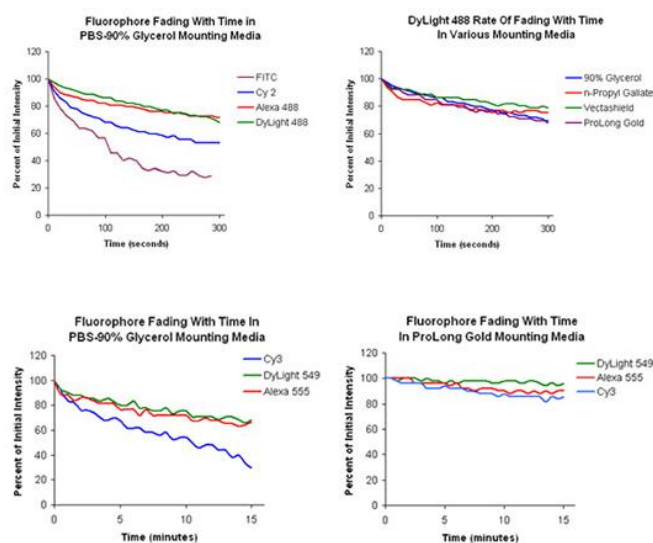 Fluorophore Fading With Time in
PBS-90% Glycerol Mounting Media
Percent of Initial Intensity
120
100
80
60
40
20
0
0
100
200
300
Time (seconds)
FITC
Cy 2
Alexa 488
DyLight 488
DyLight 488 Rate Of Fading With Time
In Various Mounting Media
Percent of Initial Intensity
120
100
80
60
40
20
0
0
100
200
300
Time (seconds)
90% Glycerol
n-Propyl Gallate
Vectashield
ProLong Gold
Fluorophore Fading With Time In
PBS-90% Glycerol Mounting Media
Percent of Initial Intensity
120
100
80
60
40
20
0
0
5
10
15
Time (minutes)
Cy3
DyLight 549
Alexa 555
Fluorophore Fading With Time
In ProLong Gold Mounting Media
Percent of Initial Intensity
120
100
80
60
40
20
0
0
5
10
15
Time (minutes)
DyLight 549
Alexa 555
Cy3